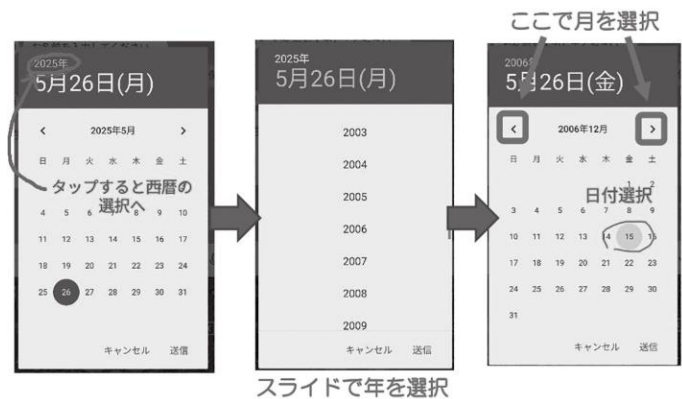 ここで月を選択
2025年
5月26日(月)
2025年5月
日 月 火 水 木 金 土
タップすると西暦の
選択へ
4 5 6 7 8 9 10
11 12 13 14 15 16 17
18 19 20 21 22 23 24
25 26 27 28 29 30 31
キャンセル 送信
2025年
5月26日(月)
2003
2004
2005
2006
2007
2008
2009
キャンセル 送信
スライドで年を選択
2006年
5月26日(金)
2006年12月
日 月 火 水 木 金 土
1 2
日付選択
3 4 5 6 7 8 9
10 11 12 13 14 15 16
17 18 19 20 21 22 23
24 25 26 27 28 29 30
31
キャンセル 送信